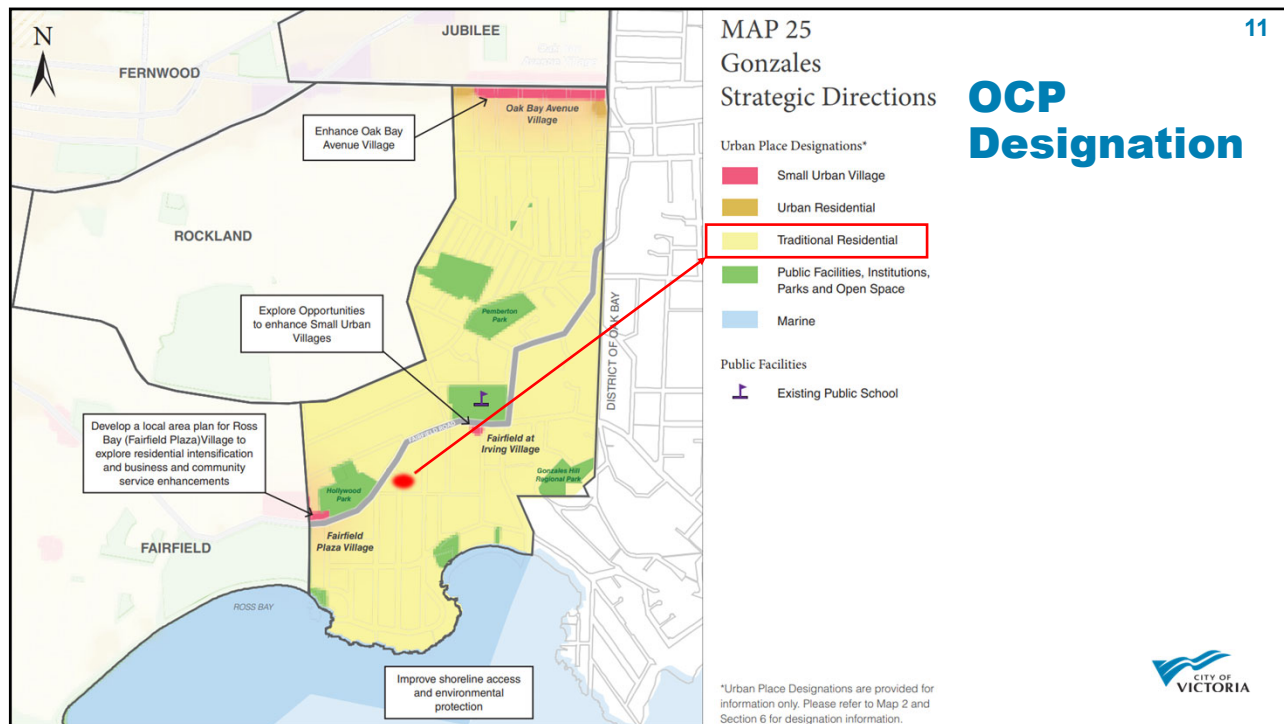 11
MAP 25
Gonzales
Strategic Directions
OCP
Designation
Urban Place Designations*
Small Urban Village
Urban Residential
Traditional Residential
Public Facilities, Institutions,
Parks and Open Space
Marine
Public Facilities
Existing Public School
*Urban Place Designations are provided for
information only. Please refer to Map 2 and
Section 6 for designation information.
CITY OF
VICTORIA
N
JUBILEE
FERNWOOD
Oak Bay Avenue
Village
Enhance Oak Bay
Avenue Village
ROCKLAND
Explore Opportunities
to enhance Small Urban
Villages
Pemberton
Park
DISTRICT OF OAK BAY
FAIRFIELD ROAD
Fairfield at
Irving Village
Develop a local area plan for Ross
Bay (Fairfield Plaza)Village to
explore residential intensification
and business and community
service enhancements
Hollywood
Park
Gonzales Hill
Regional Park
Fairfield
Plaza Village
FAIRFIELD
ROSS BAY
Improve shoreline access
and environmental
protection